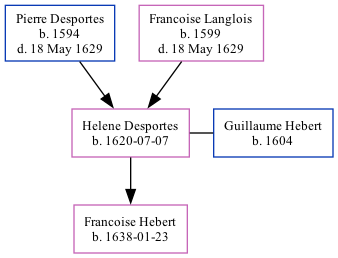 Pierre Desportes
b. 1594
d. 18 May 1629
Francoise Langlois
b. 1599
d. 18 May 1629
Helene Desportes
b. 1620-07-07
Guillaume Hebert
b. 1604
Francoise Hebert
b. 1638-01-23